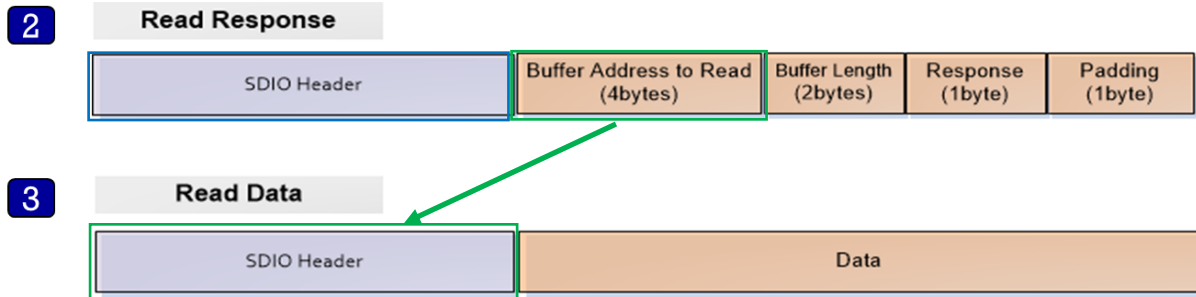 2
Read Response
SDIO Header
Buffer Address to Read
(4bytes)
Buffer Length
(2bytes)
Response
(1byte)
Padding
(1byte)
3
Read Data
SDIO Header
Data